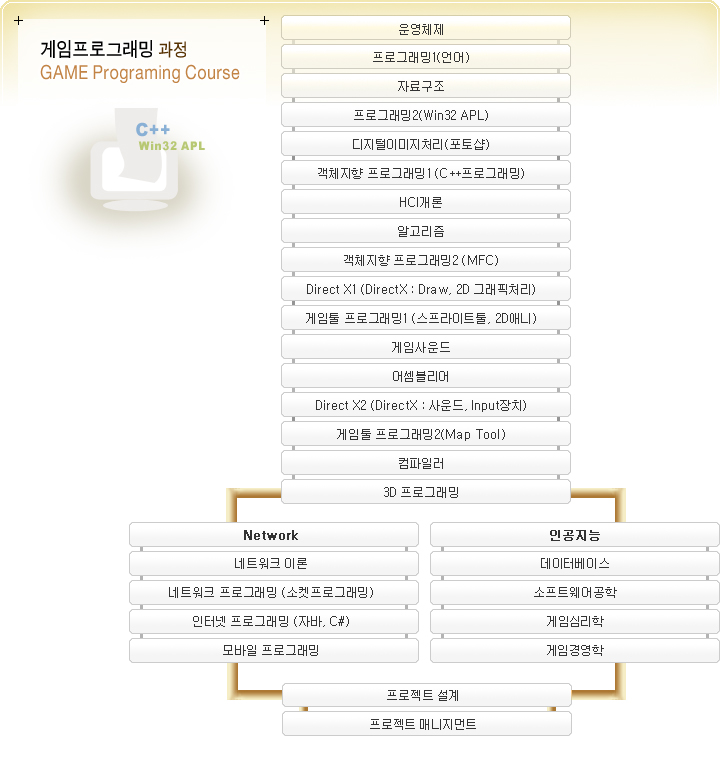 게임프로그래밍 과정
GAME Programing Course
C++
Win32 APL
운영체제
프로그래밍1(언어)
자료구조
프로그래밍2(Win32 APL)
디지털이미지처리(포토샵)
객체지향 프로그래밍1 (C++프로그래밍)
HCI개론
알고리즘
객체지향 프로그래밍2 (MFC)
Direct X1 (DirectX : Draw, 2D 그래픽처리)
게임툴 프로그래밍1 (스프라이트툴, 2D애니)
게임사운드
어셈블리어
Direct X2 (DirectX : 사운드, Input장치)
게임툴 프로그래밍2(Map Tool)
컴파일러
3D 프로그래밍
Network
네트워크 이론
네트워크 프로그래밍 (소켓프로그래밍)
인터넷 프로그래밍 (자바, C#)
모바일 프로그래밍
인공지능
데이터베이스
소프트웨어공학
게임심리학
게임경영학
프로젝트 설계
프로젝트 매니지먼트